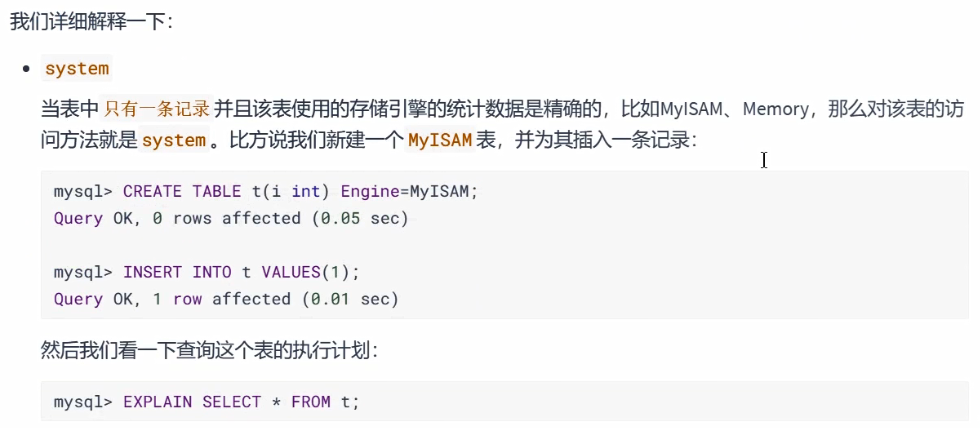 我们详细解释一下：
• system
当表中只有一条记录并且该表使用的存储引擎的统计数据是精确的，比如MyISAM、Memory，那么对该表的访
问方法就是system。比方说我们新建一个MyISAM表，并为其插入一条记录：
mysql> CREATE TABLE t(i int) Engine=MyISAM;
Query OK, 0 rows affected (0.05 sec)
mysql> INSERT INTO t VALUES(1);
Query OK, 1 row affected (0.01 sec)
然后我们看一下查询这个表的执行计划：
mysql> EXPLAIN SELECT * FROM t;